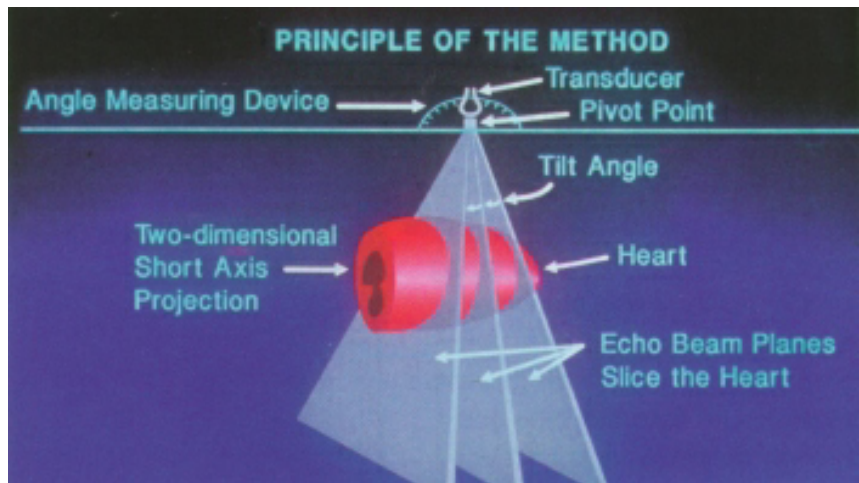 PRINCIPLE OF THE METHOD
Transducer
Angle Measuring Device
Pivot Point
Tilt Angle
Two-dimensional
Short Axis
Projection
Heart
Echo Beam Planes
Slice the Heart